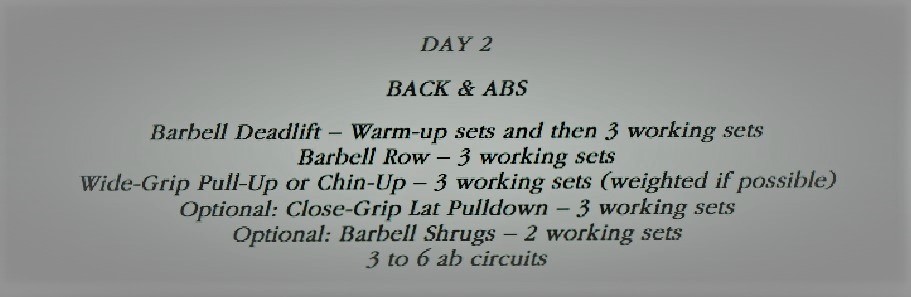 DAY 2
BACK & ABS
Barbell Deadlift – Warm-up sets and then 3 working sets
Barbell Row – 3 working sets
Wide-Grip Pull-Up or Chin-Up – 3 working sets (weighted if possible)
Optional: Close-Grip Lat Pulldown – 3 working sets
Optional: Barbell Shrugs – 2 working sets
3 to 6 ab circuits